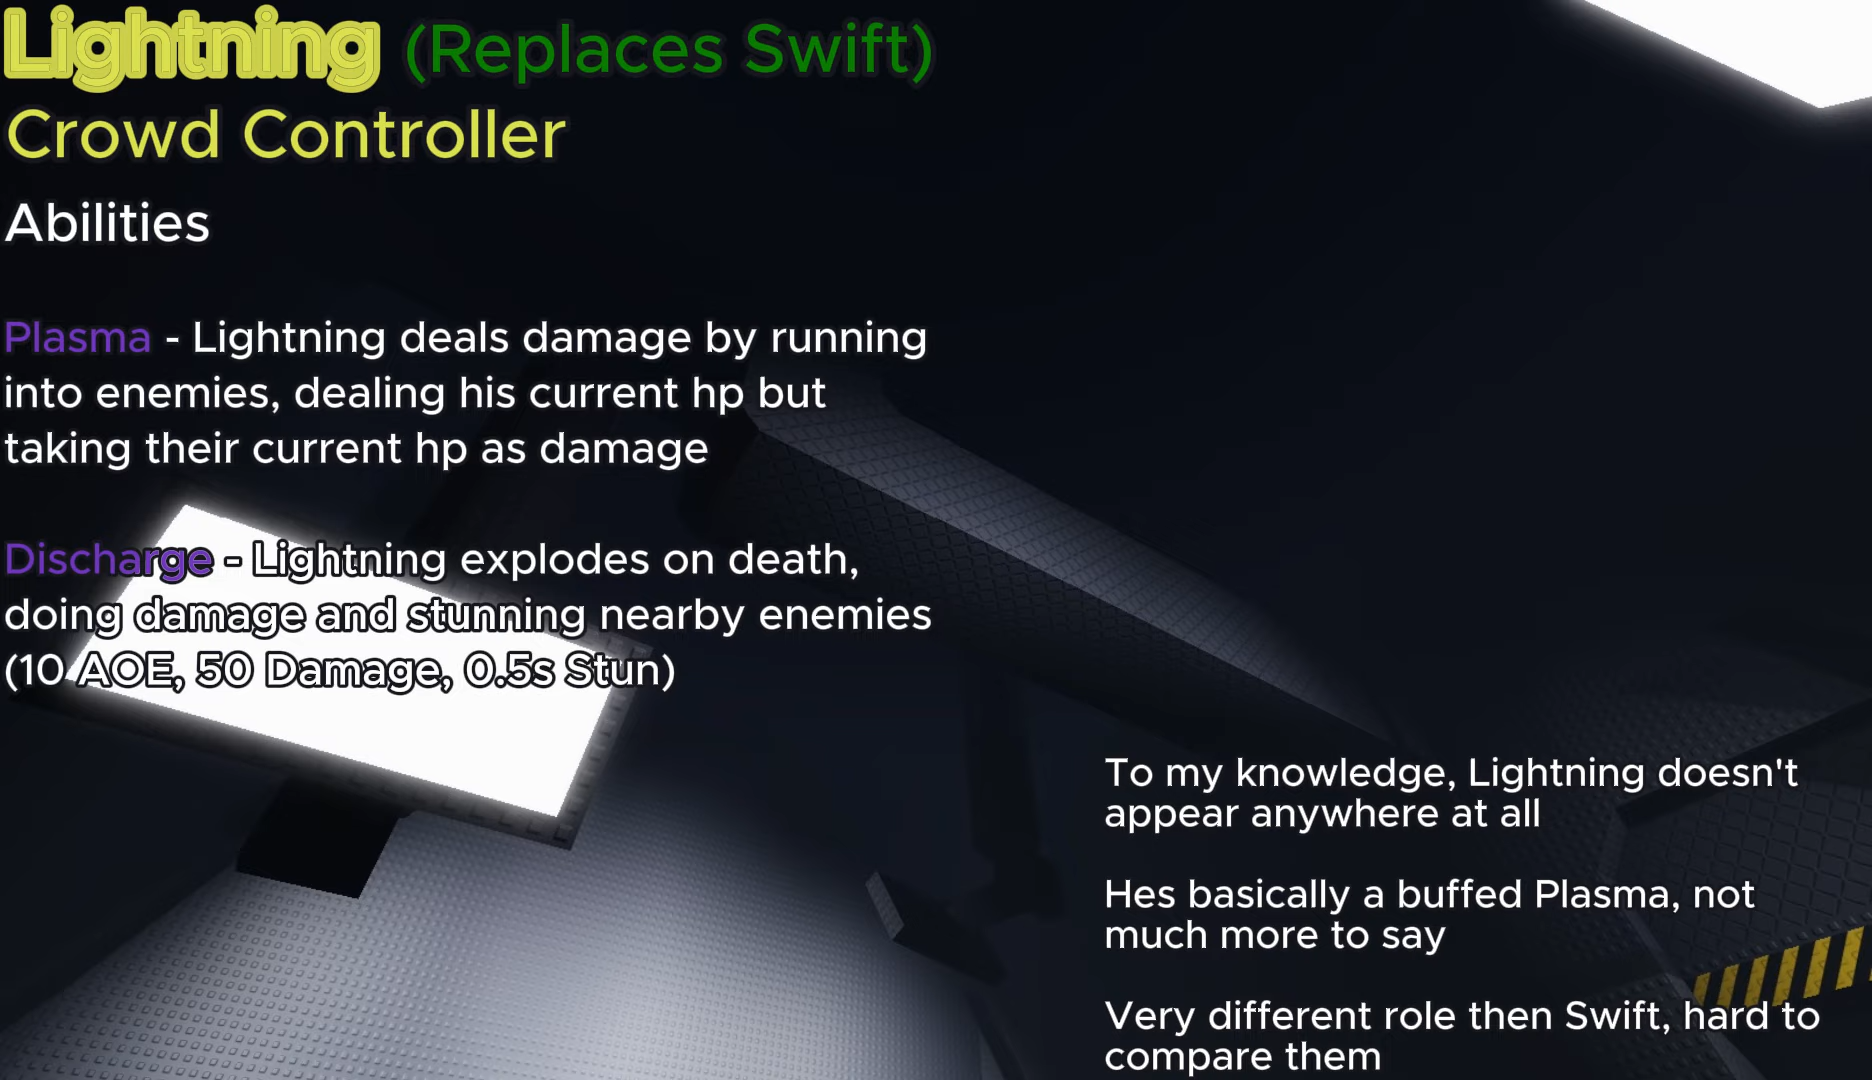 Lightning (Replaces Swift)
Crowd Controller
Abilities
Plasma - Lightning deals damage by running
into enemies, dealing his current hp but
taking their current hp as damage
Discharge - Lightning explodes on death,
doing damage and stunning nearby enemies
(10 AOE, 50 Damage, 0.5s Stun)
To my knowledge, Lightning doesn't
appear anywhere at all
Hes basically a buffed Plasma, not
much more to say
Very different role then Swift, hard to
compare them